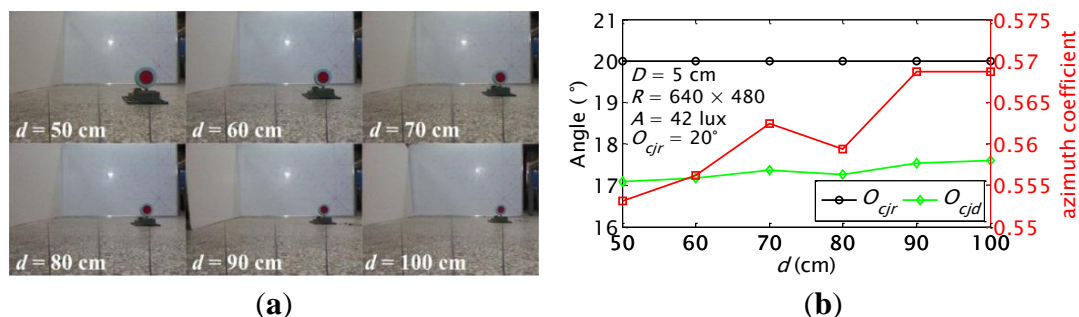 d = 50 cm
d = 60 cm
d = 70 cm
d = 80 cm
d = 90 cm
d = 100 cm
(a)
21
20
19
18
17
16
Angle (°)
D = 5 cm
R = 640 × 480
A = 42 lux
Ocjr = 20°
Ocjr
Ocjd
50
60
70
80
90
100
d (cm)
0.575
0.57
0.565
0.56
0.555
0.55
azimuth coefficient
(b)